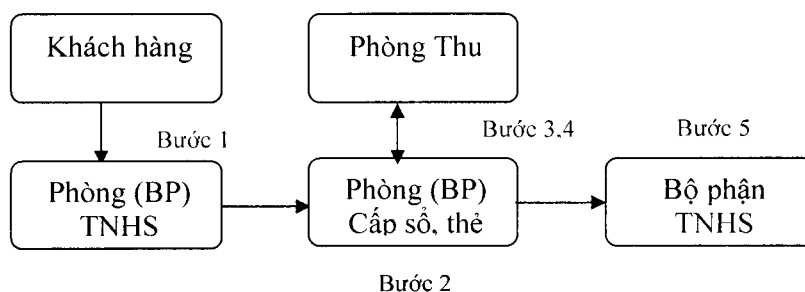 Khách hàng
Phòng Thu
Bước 1
Bước 3,4
Bước 5
Phòng (BP)
TNHS
Phòng (BP)
Cấp sổ, thẻ
Bộ phận
TNHS
Bước 2